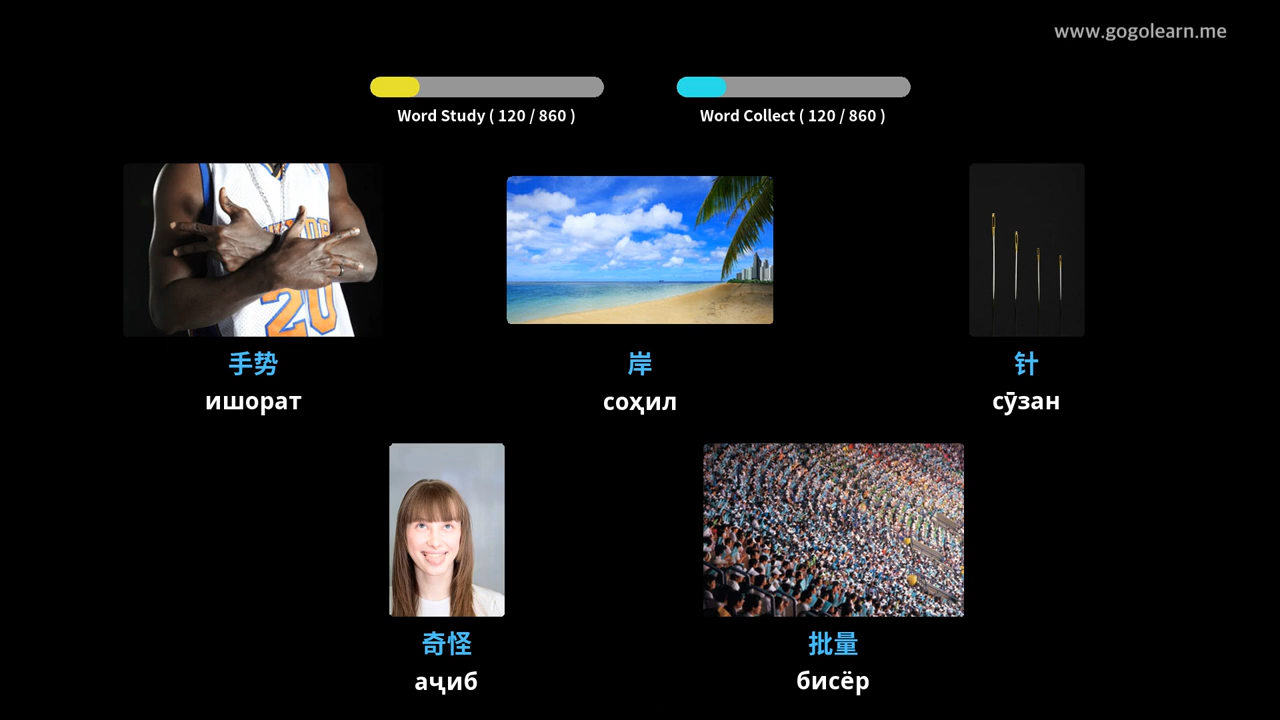 www.gogolearn.me
Word Study ( 120 / 860 )
Word Collect ( 120 / 860 )
20
手势
ишорат
岸
соҳил
针
сӯзан
奇怪
аҷиб
批量
бисёр